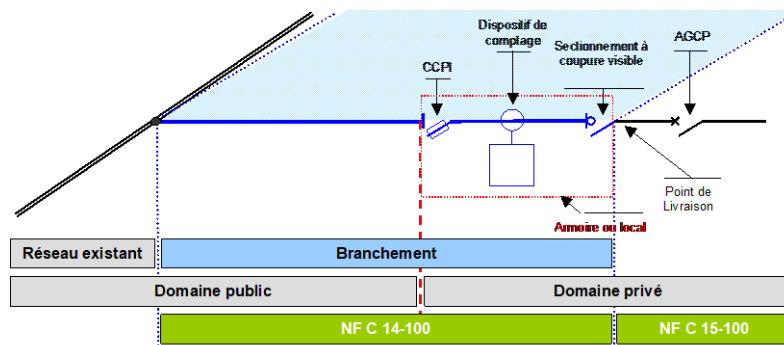 Dispositif de
comptage
Sectionnement à
coupure visible
AGCP
CCPI
Point de
Livraison
Armoire ou local
Réseau existant
Branchement
Domaine public
Domaine privé
NF C 14-100
NF C 15-100